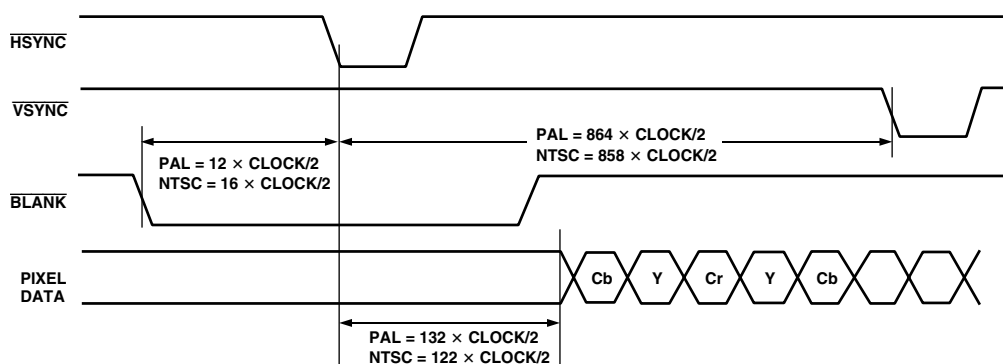 HSYNC
VSYNC
PAL = 864 × CLOCK/2
NTSC = 858 × CLOCK/2
PAL = 12 × CLOCK/2
NTSC = 16 × CLOCK/2
BLANK
PIXEL
DATA
Cb Y Cr Y Cb
PAL = 132 × CLOCK/2
NTSC = 122 × CLOCK/2